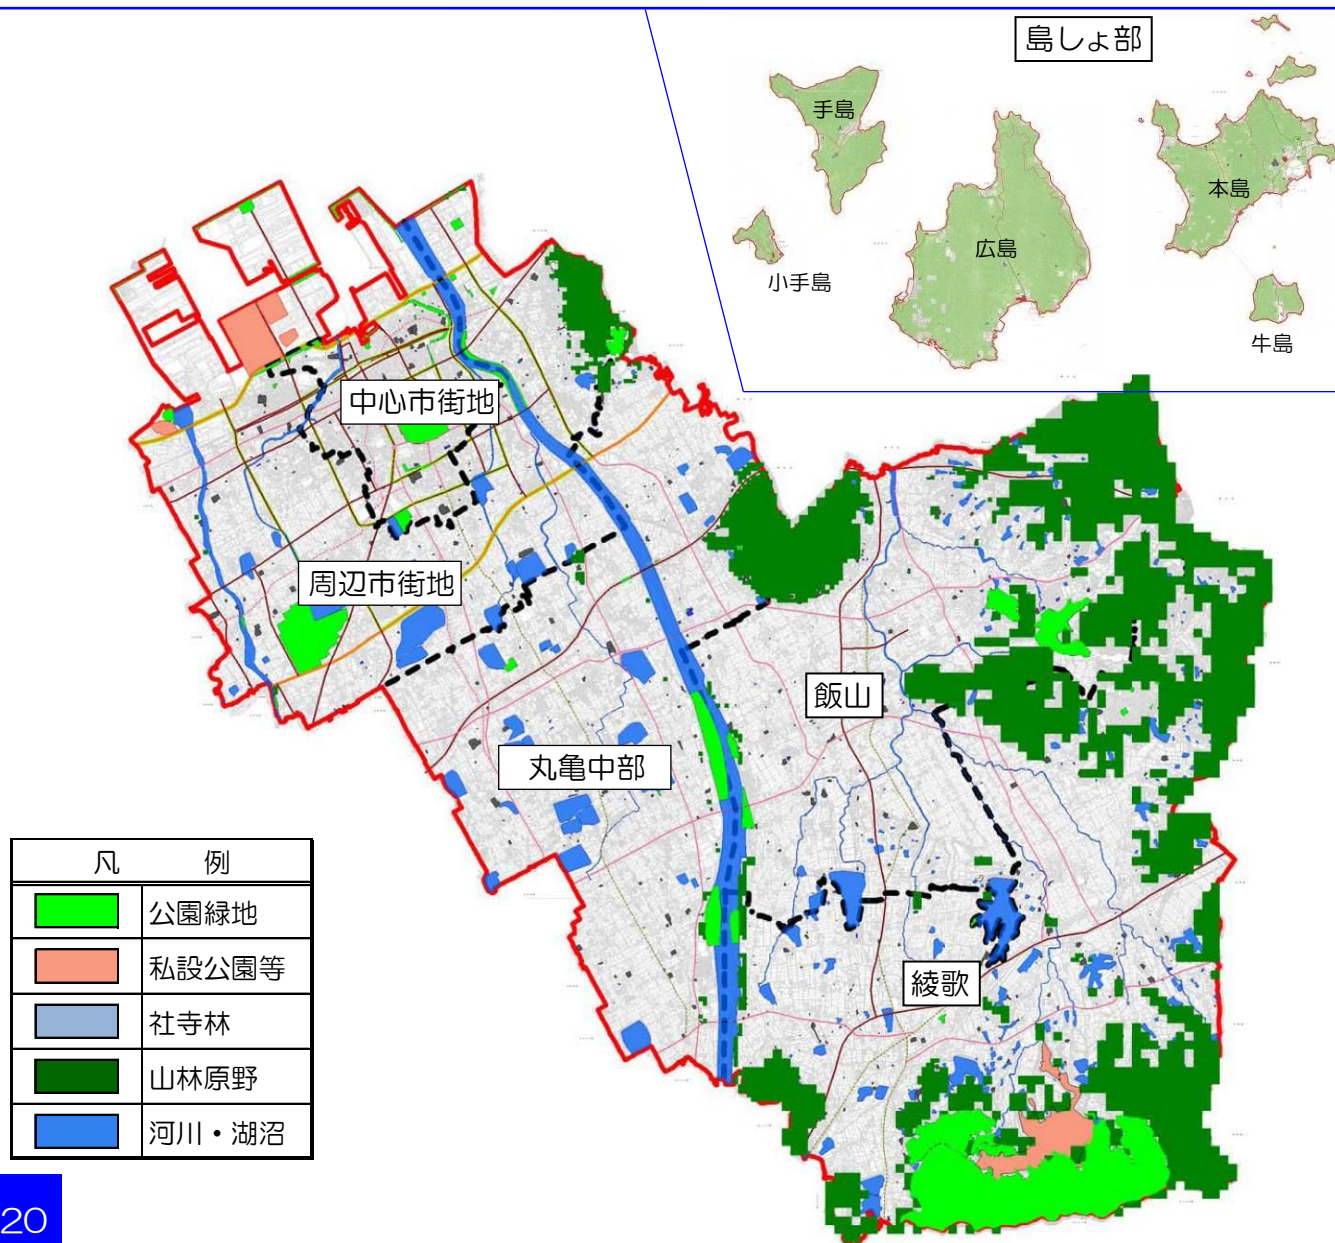 島しょ部
手島
本島
広島
小手島
牛島
中心市街地
周辺市街地
飯山
丸亀中部
綾歌
凡 例
公園緑地
私設公園等
社寺林
山林原野
河川・湖沼
20